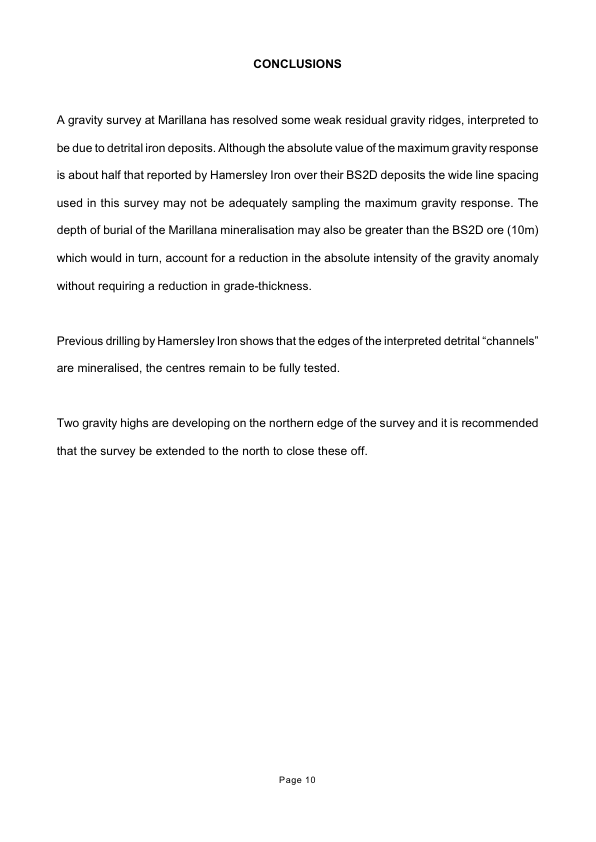 CONCLUSIONS
A gravity survey at Marillana has resolved some weak residual gravity ridges, interpreted to
be due to detrital iron deposits. Although the absolute value of the maximum gravity response
is about half that reported by Hamersley Iron over their BS2D deposits the wide line spacing
used in this survey may not be adequately sampling the maximum gravity response. The
depth of burial of the Marillana mineralisation may also be greater than the BS2D ore (10m)
which would in turn, account for a reduction in the absolute intensity of the gravity anomaly
without requiring a reduction in grade-thickness.
Previous drilling by Hamersley Iron shows that the edges of the interpreted detrital “channels”
are mineralised, the centres remain to be fully tested.
Two gravity highs are developing on the northern edge of the survey and it is recommended
that the survey be extended to the north to close these off.
Page 10